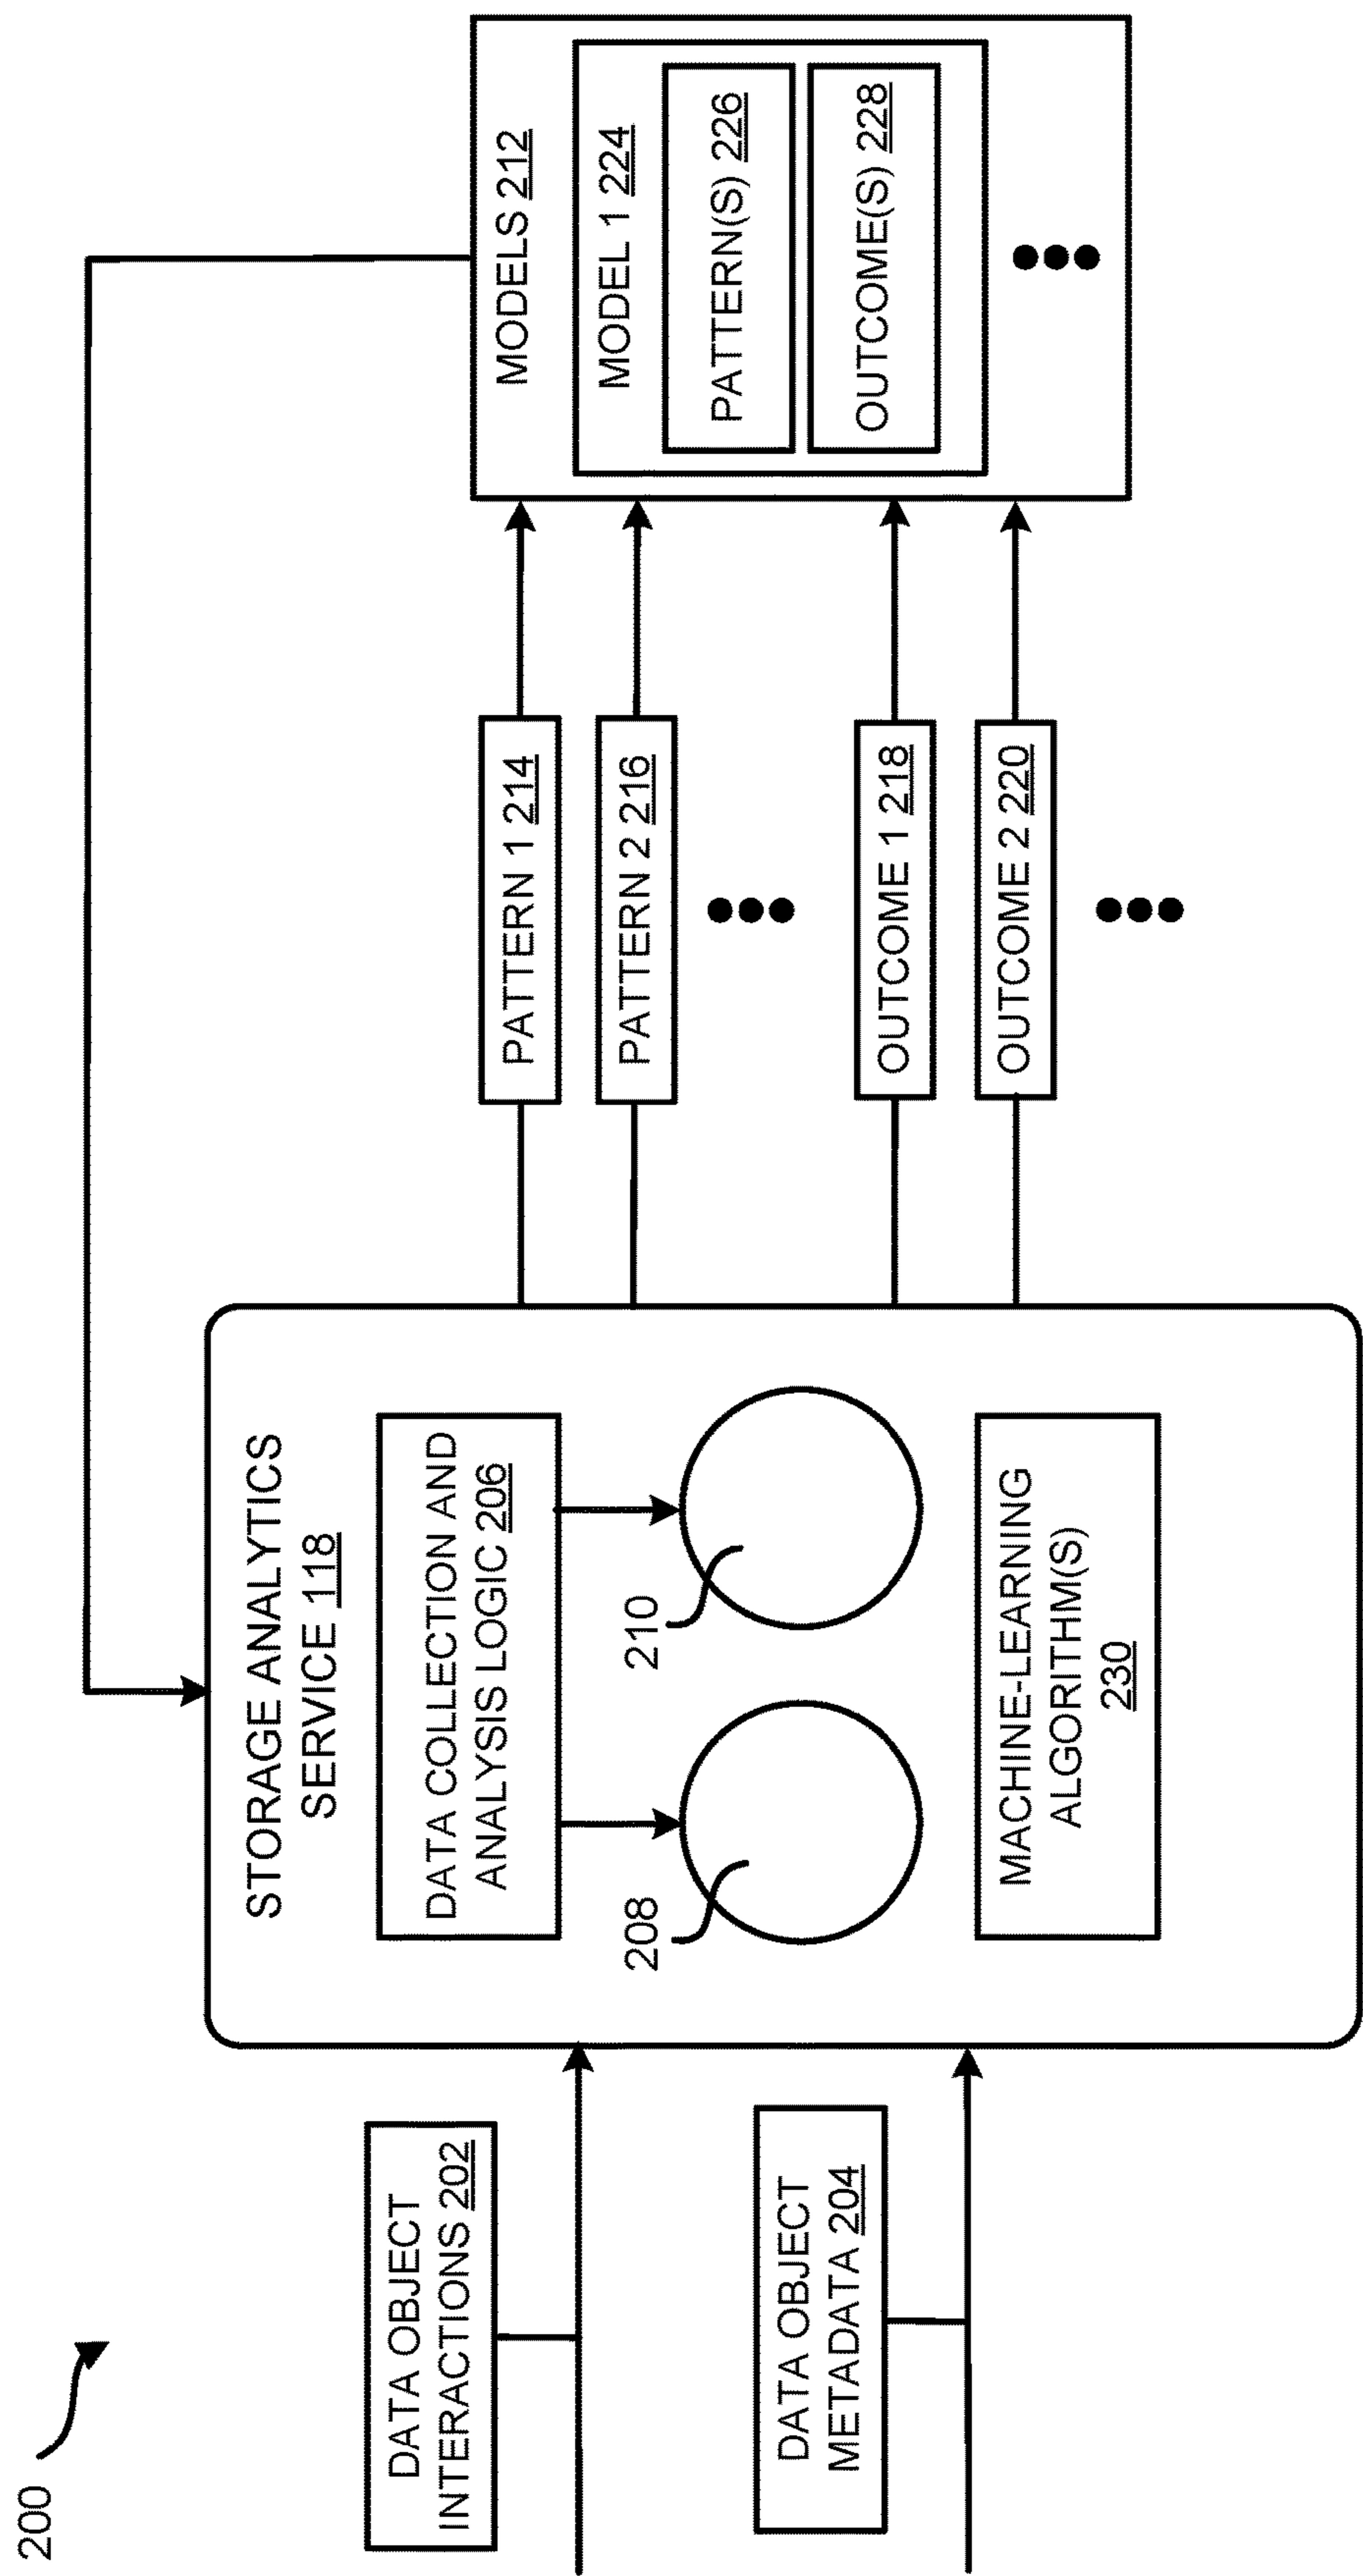 200
DATA OBJECT
INTERACTIONS 202
DATA OBJECT
METADATA 204
STORAGE ANALYTICS
SERVICE 118
DATA COLLECTION AND
ANALYSIS LOGIC 206
208
210
MACHINE-LEARNING
ALGORITHM(S)
230
PATTERN 1 214
PATTERN 2 216
OUTCOME 1 218
OUTCOME 2 220
MODELS 212
MODEL 1 224
PATTERN(S) 226
OUTCOME(S) 228